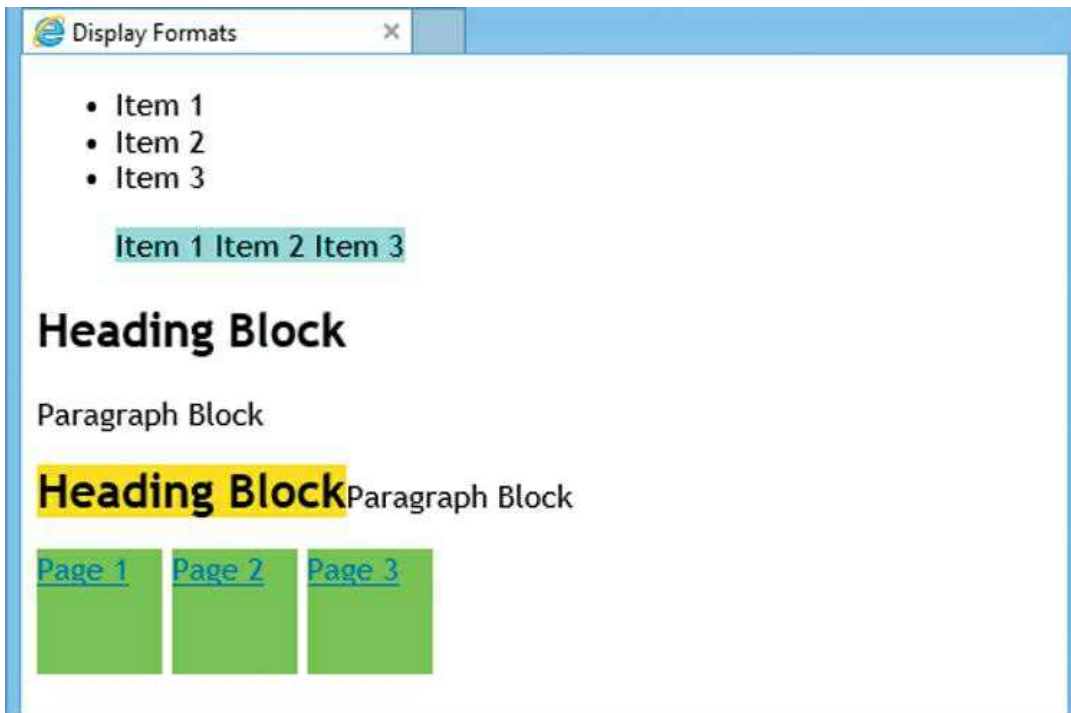 Display Formats
Item 1
Item 2
Item 3
Item 1 Item 2 Item 3
Heading Block
Paragraph Block
Heading BlockParagraph Block
Page 1 Page 2 Page 3